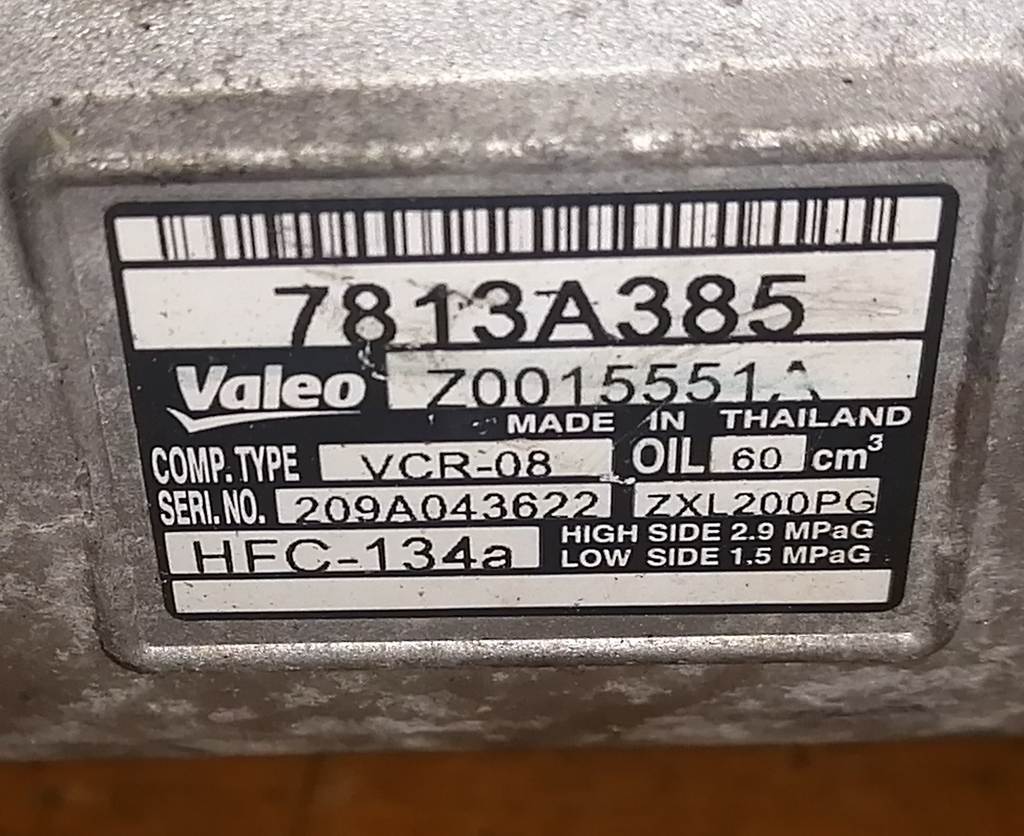 7813A385
Valeo Z0015551A
MADE IN THAILAND
COMP. TYPE VCR-08 OIL 60 cm³
SERI. NO. 209A043622 ZXL200PG
HFC-134a HIGH SIDE 2.9 MPaG
LOW SIDE 1.5 MPaG